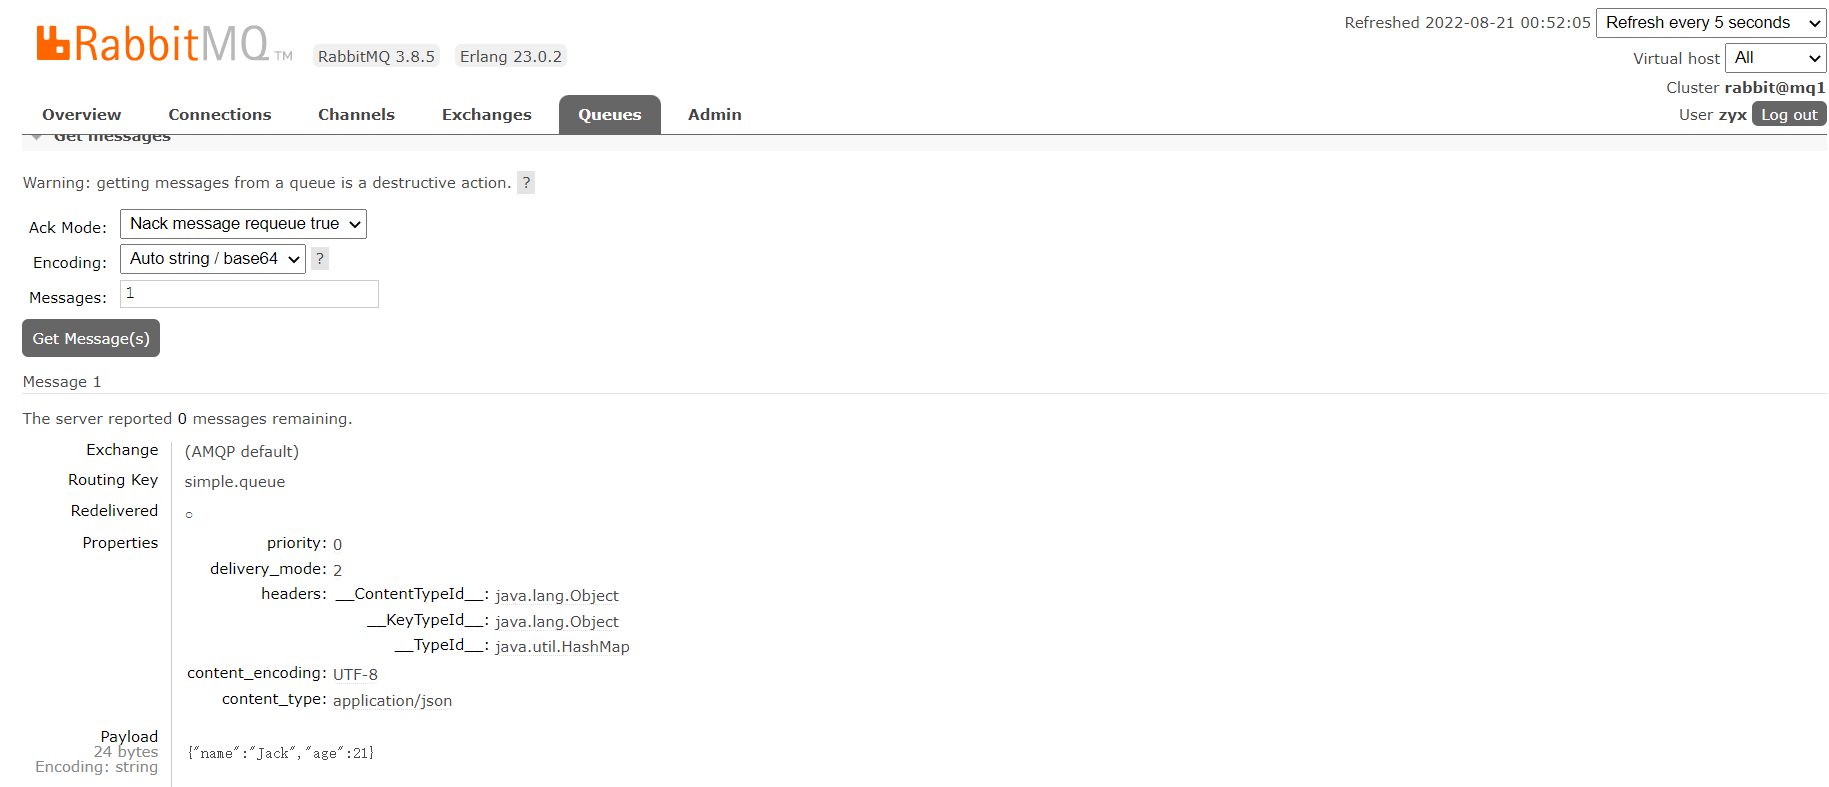 RabbitMQ TM RabbitMQ 3.8.5 Erlang 23.0.2
Refreshed 2022-08-21 00:52:05 Refresh every 5 seconds
Virtual host All
Cluster rabbit@mq1
User zyx Log out
Overview Connections Channels Exchanges Queues Admin
Get messages
Warning: getting messages from a queue is a destructive action. ?
Ack Mode: Nack message requeue true
Encoding: Auto string / base64 ?
Messages: 1
Get Message(s)
Message 1
The server reported 0 messages remaining.
Exchange (AMQP default)
Routing Key simple.queue
Redelivered ○
Properties priority: 0
delivery_mode: 2
headers: __ContentTypeId__: java.lang.Object
__KeyTypeId__: java.lang.Object
__TypeId__: java.util.HashMap
content_encoding: UTF-8
content_type: application/json
Payload
24 bytes
Encoding: string
{"name":"Jack","age":21}